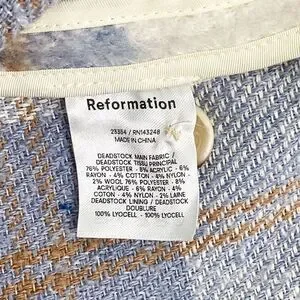 Reformation
23354 / RN143248
MADE IN CHINA
DEADSTOCK MAIN FABRIC /
DEADSTOCK TISSU PRINCIPAL
76% POLYESTER - 8% ACRYLIC - 6%
RAYON - 4% COTTON - 4% NYLON -
2% WOOL 76% POLYESTER - 8%
ACRYLIQUE - 6% RAYON - 4%
COTTON - 4% NYLON - 2% LAINE
DEADSTOCK LINING / DEADSTOCK
DOUBLURE
100% LYOCELL - 100% LYOCELL